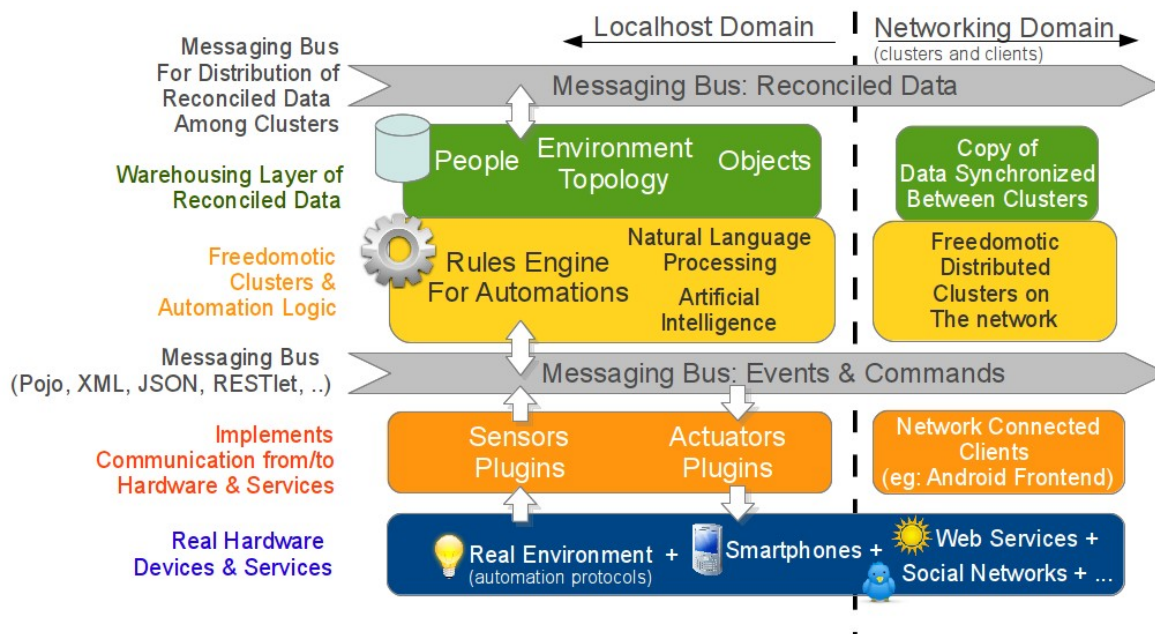 Localhost Domain
Networking Domain
(clusters and clients)
Messaging Bus
For Distribution of
Reconciled Data
Among Clusters
Messaging Bus: Reconciled Data
Warehousing Layer of
Reconciled Data
People
Environment
Topology
Objects
Copy of
Data Synchronized
Between Clusters
Freedomotic
Clusters &
Automation Logic
Rules Engine
For Automations
Natural Language
Processing
Artificial
Intelligence
Freedomotic
Distributed
Clusters on
The network
Messaging Bus
(Pojo, XML, JSON, RESTlet, ..)
Messaging Bus: Events & Commands
Implements
Communication from/to
Hardware & Services
Sensors
Plugins
Actuators
Plugins
Network Connected
Clients
(eg: Android Frontend)
Real Hardware
Devices & Services
Real Environment +
(automation protocols)
Smartphones +
Web Services +
Social Networks + ...